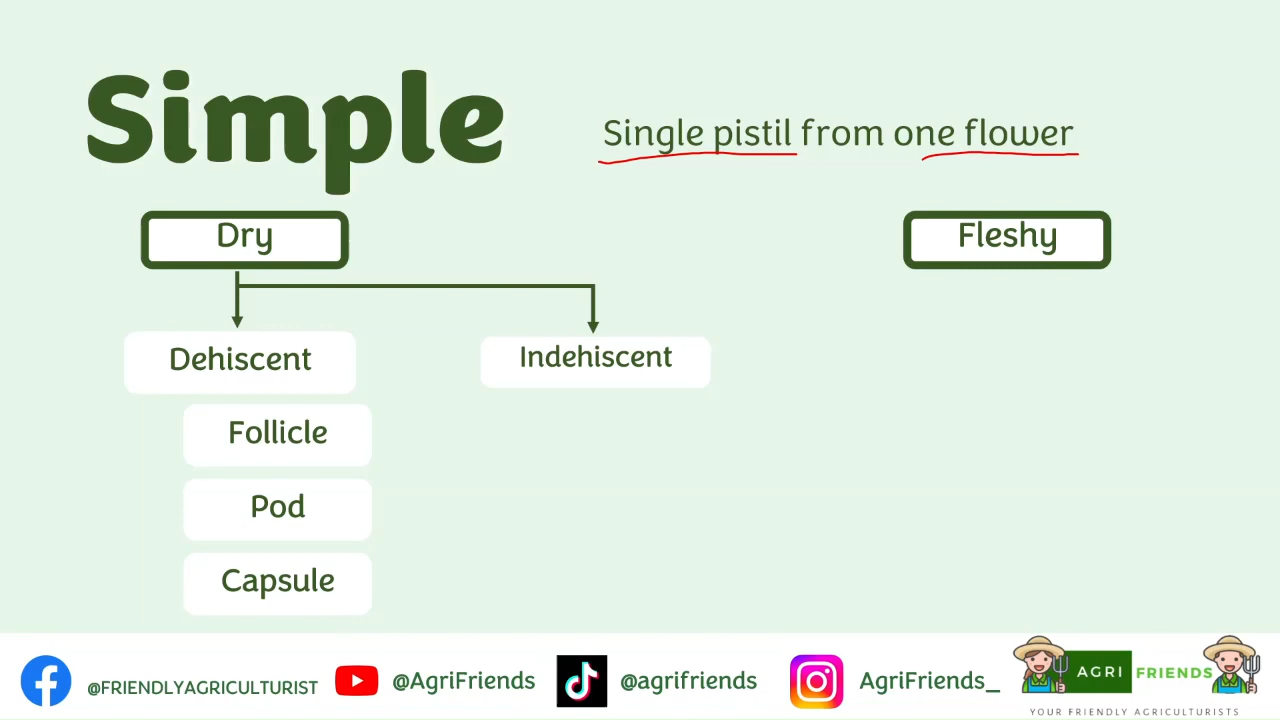 Simple
Single pistil from one flower
Dry
Fleshy
Dehiscent
Indehiscent
Follicle
Pod
Capsule
@FRIENDLYAGRICULTURIST
@AgriFriends
@agrifriends
AgriFriends_
AGRI FRIENDS
YOUR FRIENDLY AGRICULTURISTS